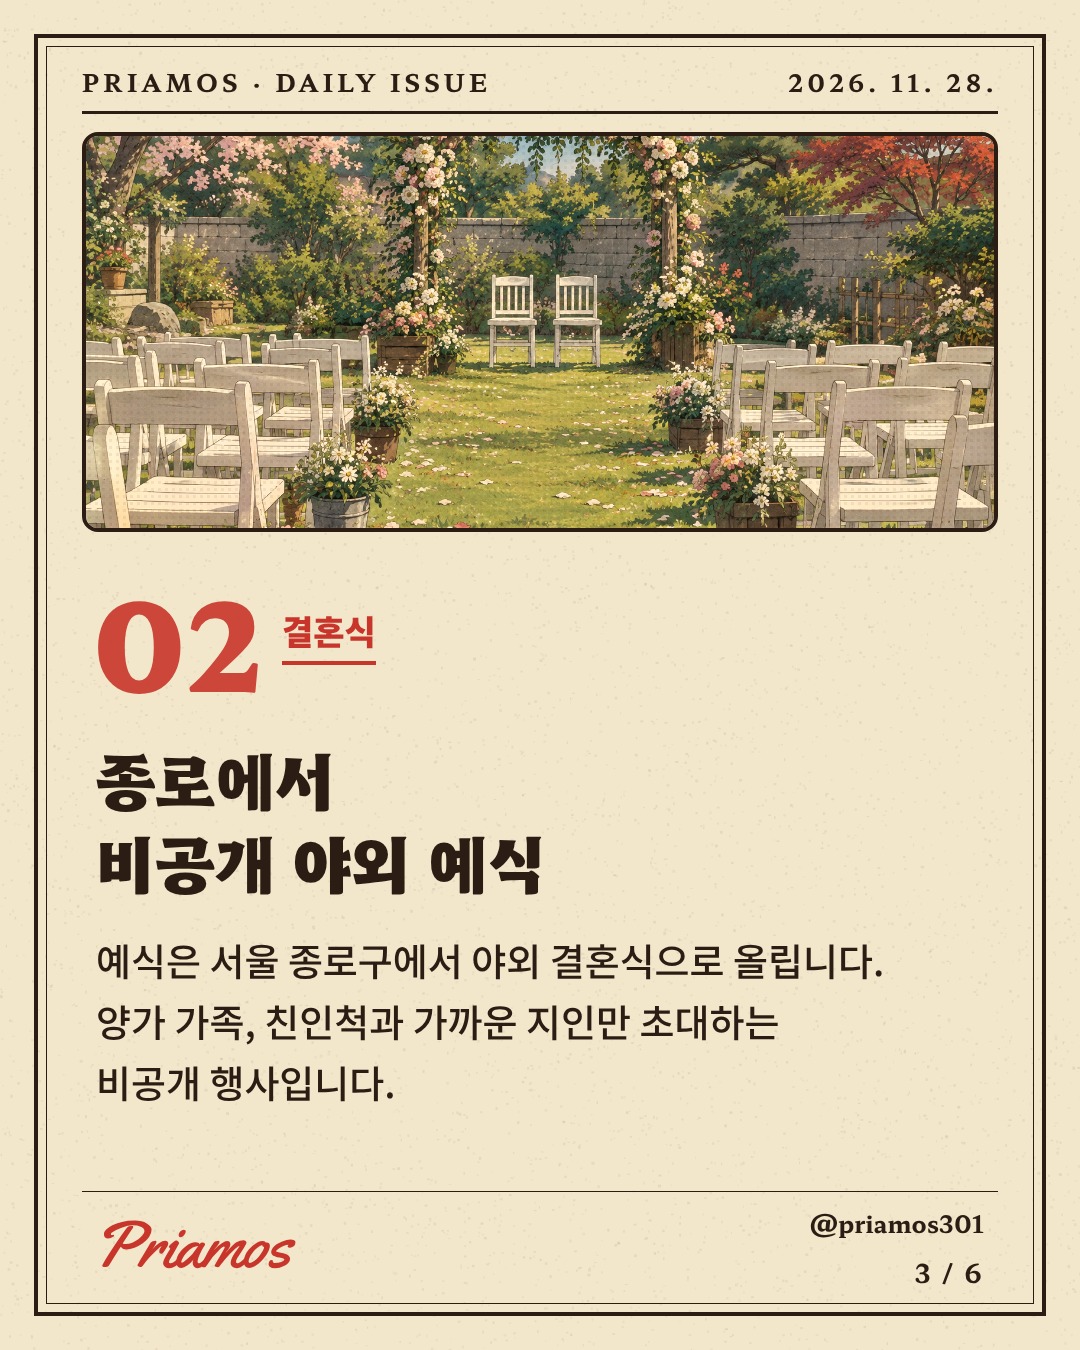 PRIAMOS · DAILY ISSUE
2026. 11. 28.
02
결혼식
종로에서
비공개 야외 예식
예식은 서울 종로구에서 야외 결혼식으로 올립니다.
양가 가족, 친인척과 가까운 지인만 초대하는
비공개 행사입니다.
Priamos
@priamos301
3 / 6